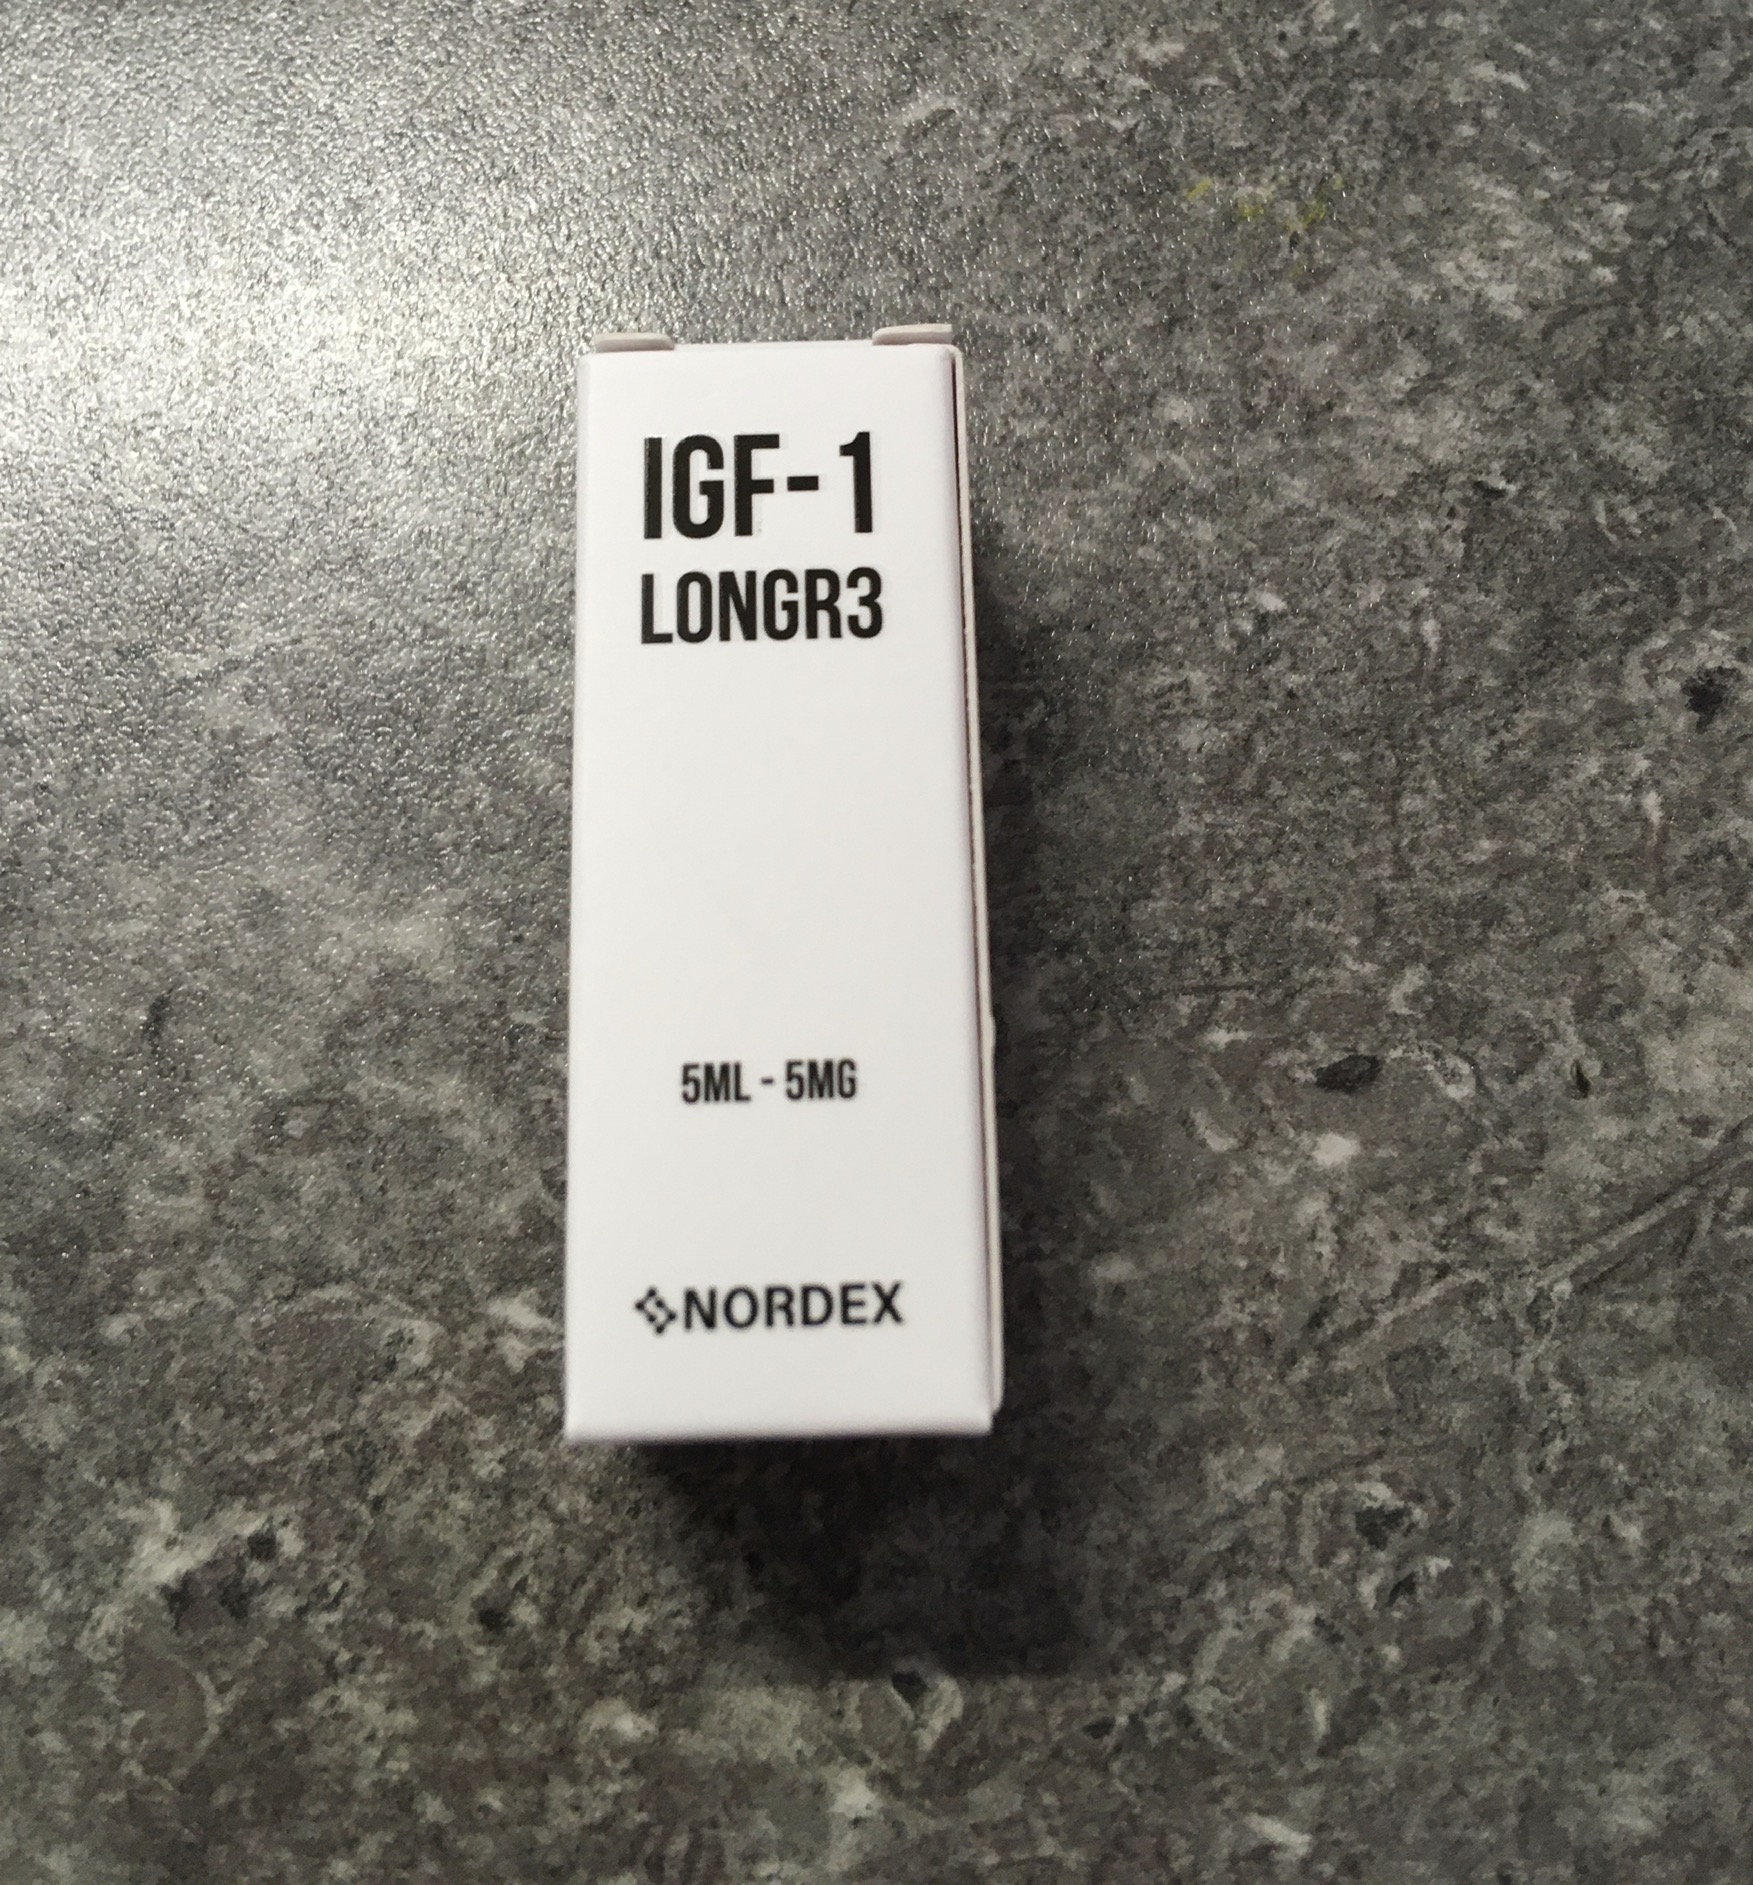 IGF-1
LONGR3
5ML - 5MG
NORDEX